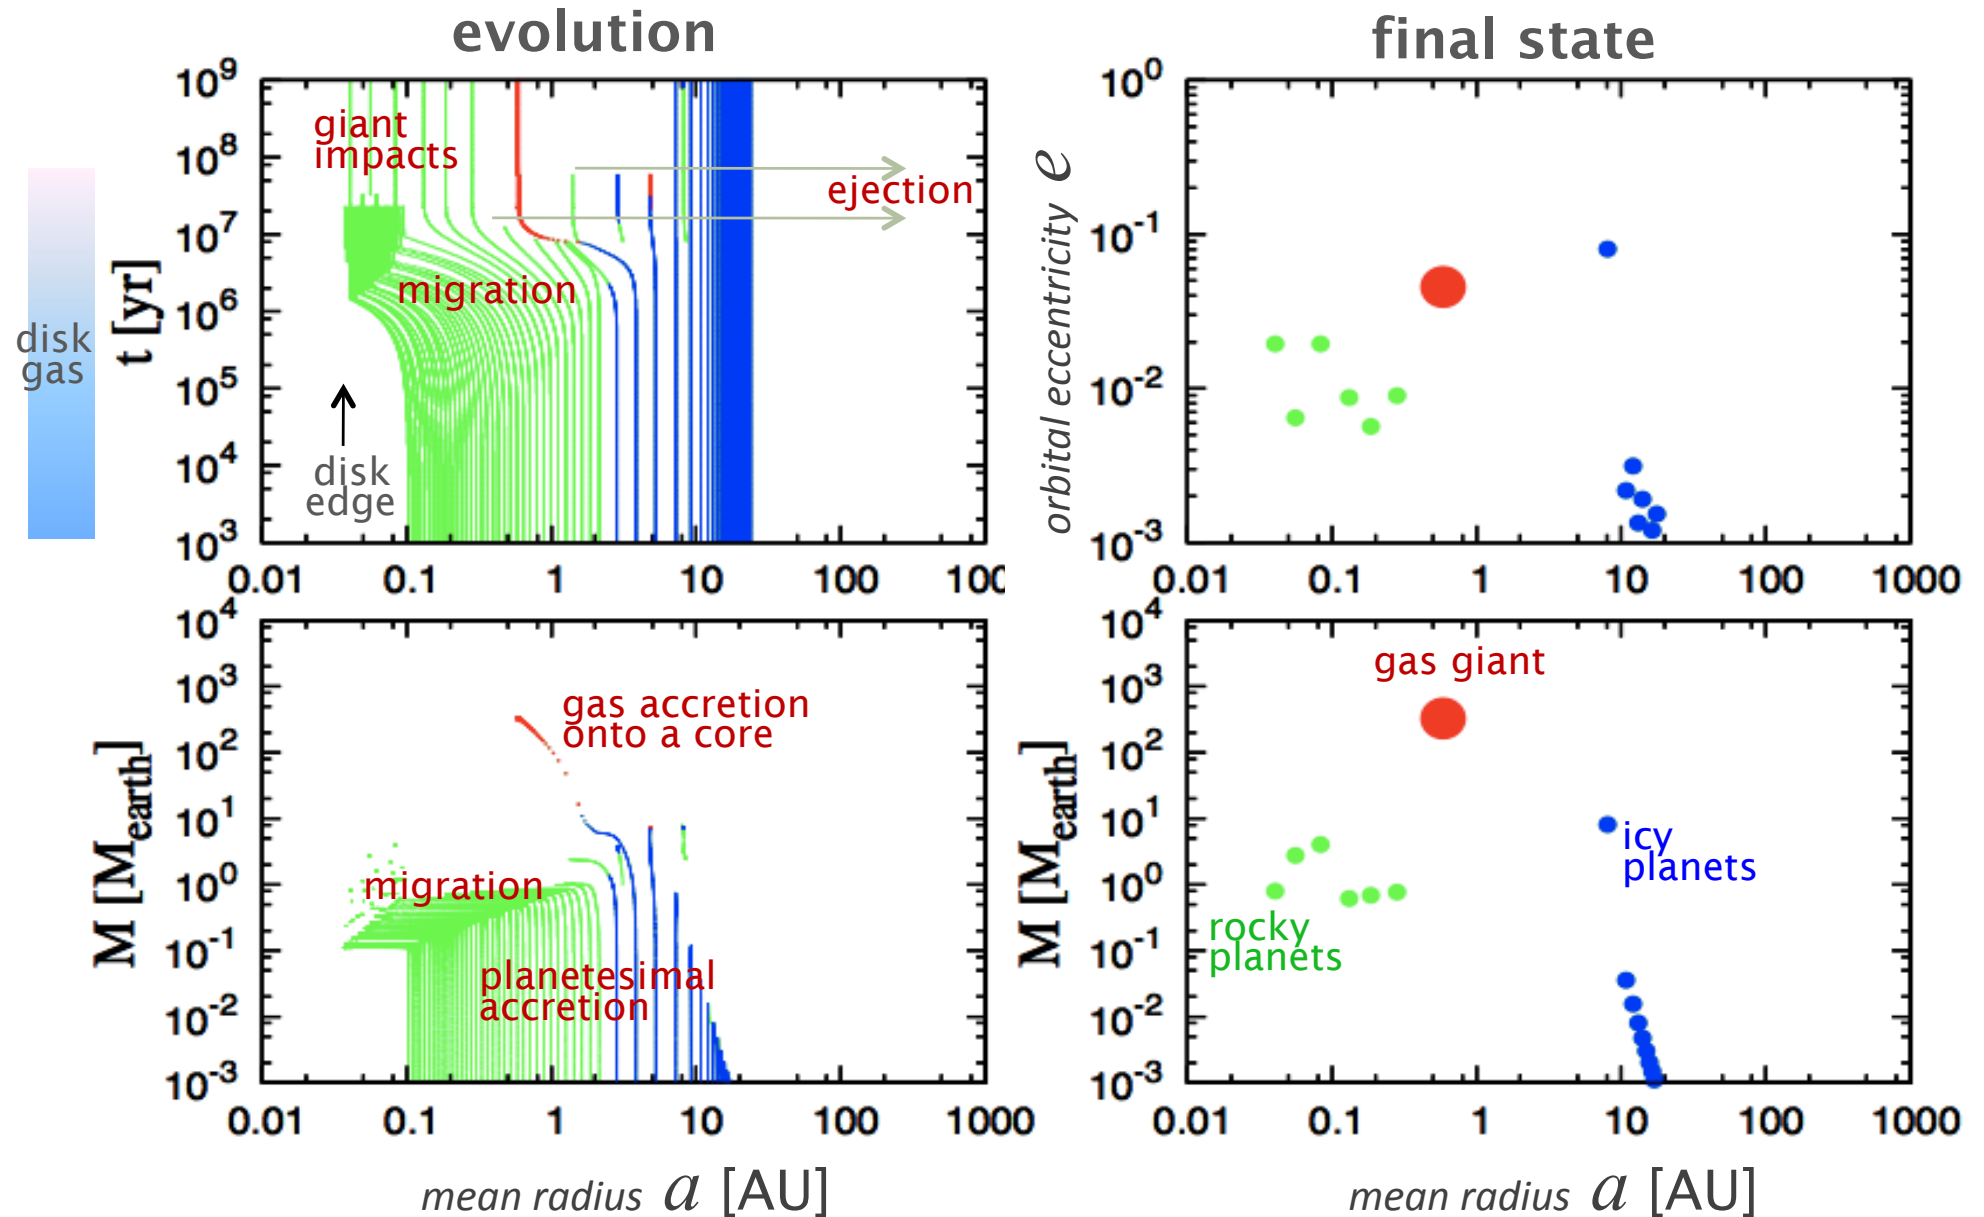 evolution
final state
10^9
10^8
10^7
10^6
10^5
10^4
10^3
t [yr]
disk
gas
giant
impacts
ejection
migration
disk
edge
0.01 0.1 1 10 100 100
10^0
10^-1
10^-2
10^-3
orbital eccentricity e
0.01 0.1 1 10 100 1000
10^4
10^3
10^2
10^1
10^0
10^-1
10^-2
10^-3
M [M_earth]
gas accretion
onto a core
migration
planetesimal
accretion
0.01 0.1 1 10 100 1000
mean radius a [AU]
10^4
10^3
10^2
10^1
10^0
10^-1
10^-2
10^-3
M [M_earth]
gas giant
icy
planets
rocky
planets
0.01 0.1 1 10 100 1000
mean radius a [AU]